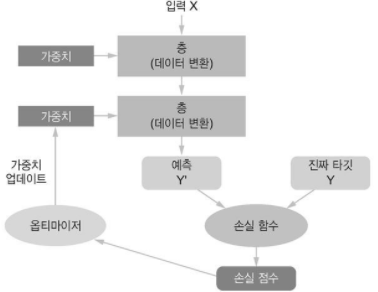 입력 X
가중치
층
(데이터 변환)
가중치
층
(데이터 변환)
가중치
업데이트
예측
Y'
진짜 타깃
Y
옵티마이저
손실 함수
손실 점수